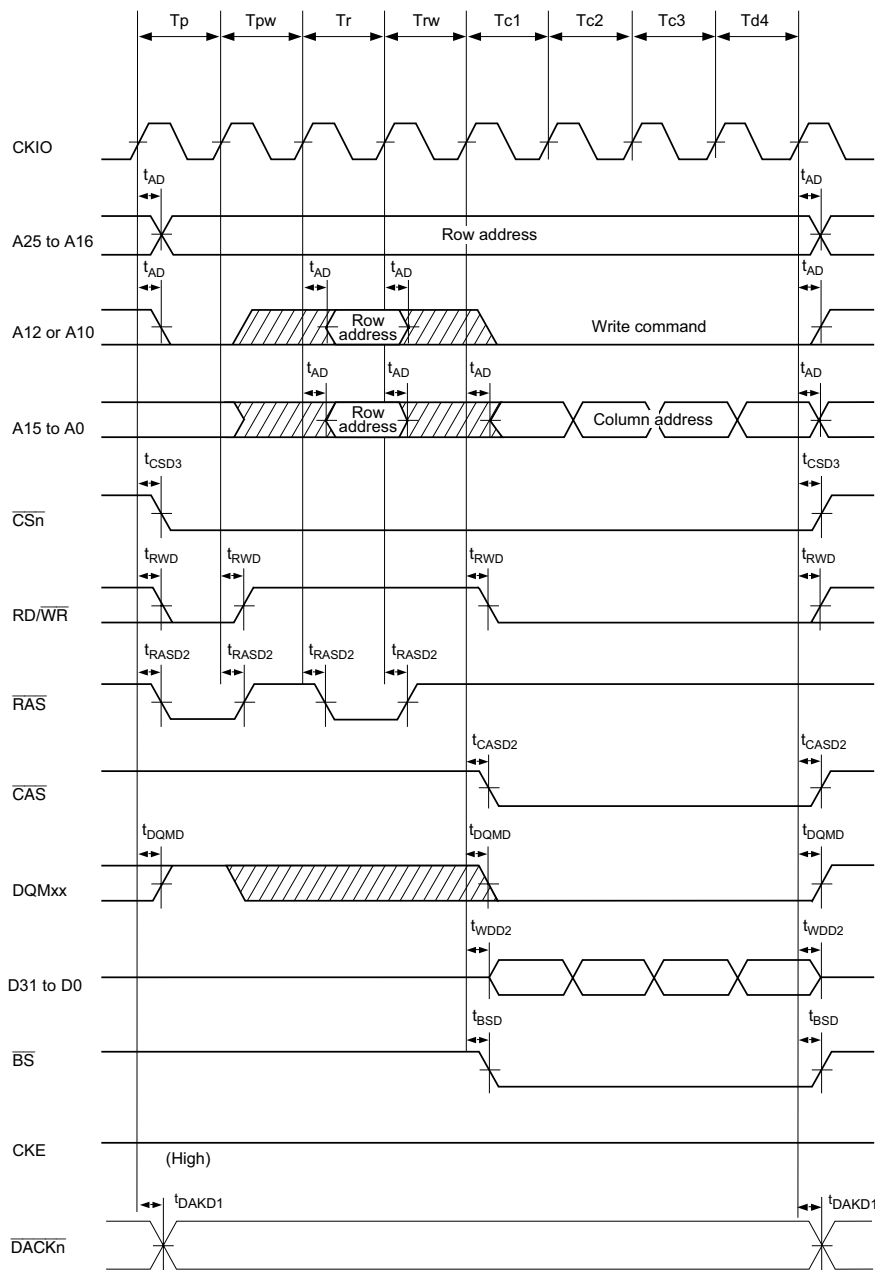 Tp Tpw Tr Trw Tc1 Tc2 Tc3 Td4
CKIO
tAD tAD
A25 to A16 Row address
tAD tAD tAD tAD
A12 or A10 Row address Write command
tAD tAD tAD tAD
A15 to A0 Row address Column address
tCSD3 tCSD3
CSn
tRWD tRWD tRWD tRWD
RD/WR
tRASD2 tRASD2 tRASD2 tRASD2
RAS
tCASD2 tCASD2
CAS
tDQMD tDQMD tDQMD
DQMxx
tWDD2 tWDD2
D31 to D0
tBSD tBSD
BS
CKE
(High)
tDAKD1 tDAKD1
DACKn